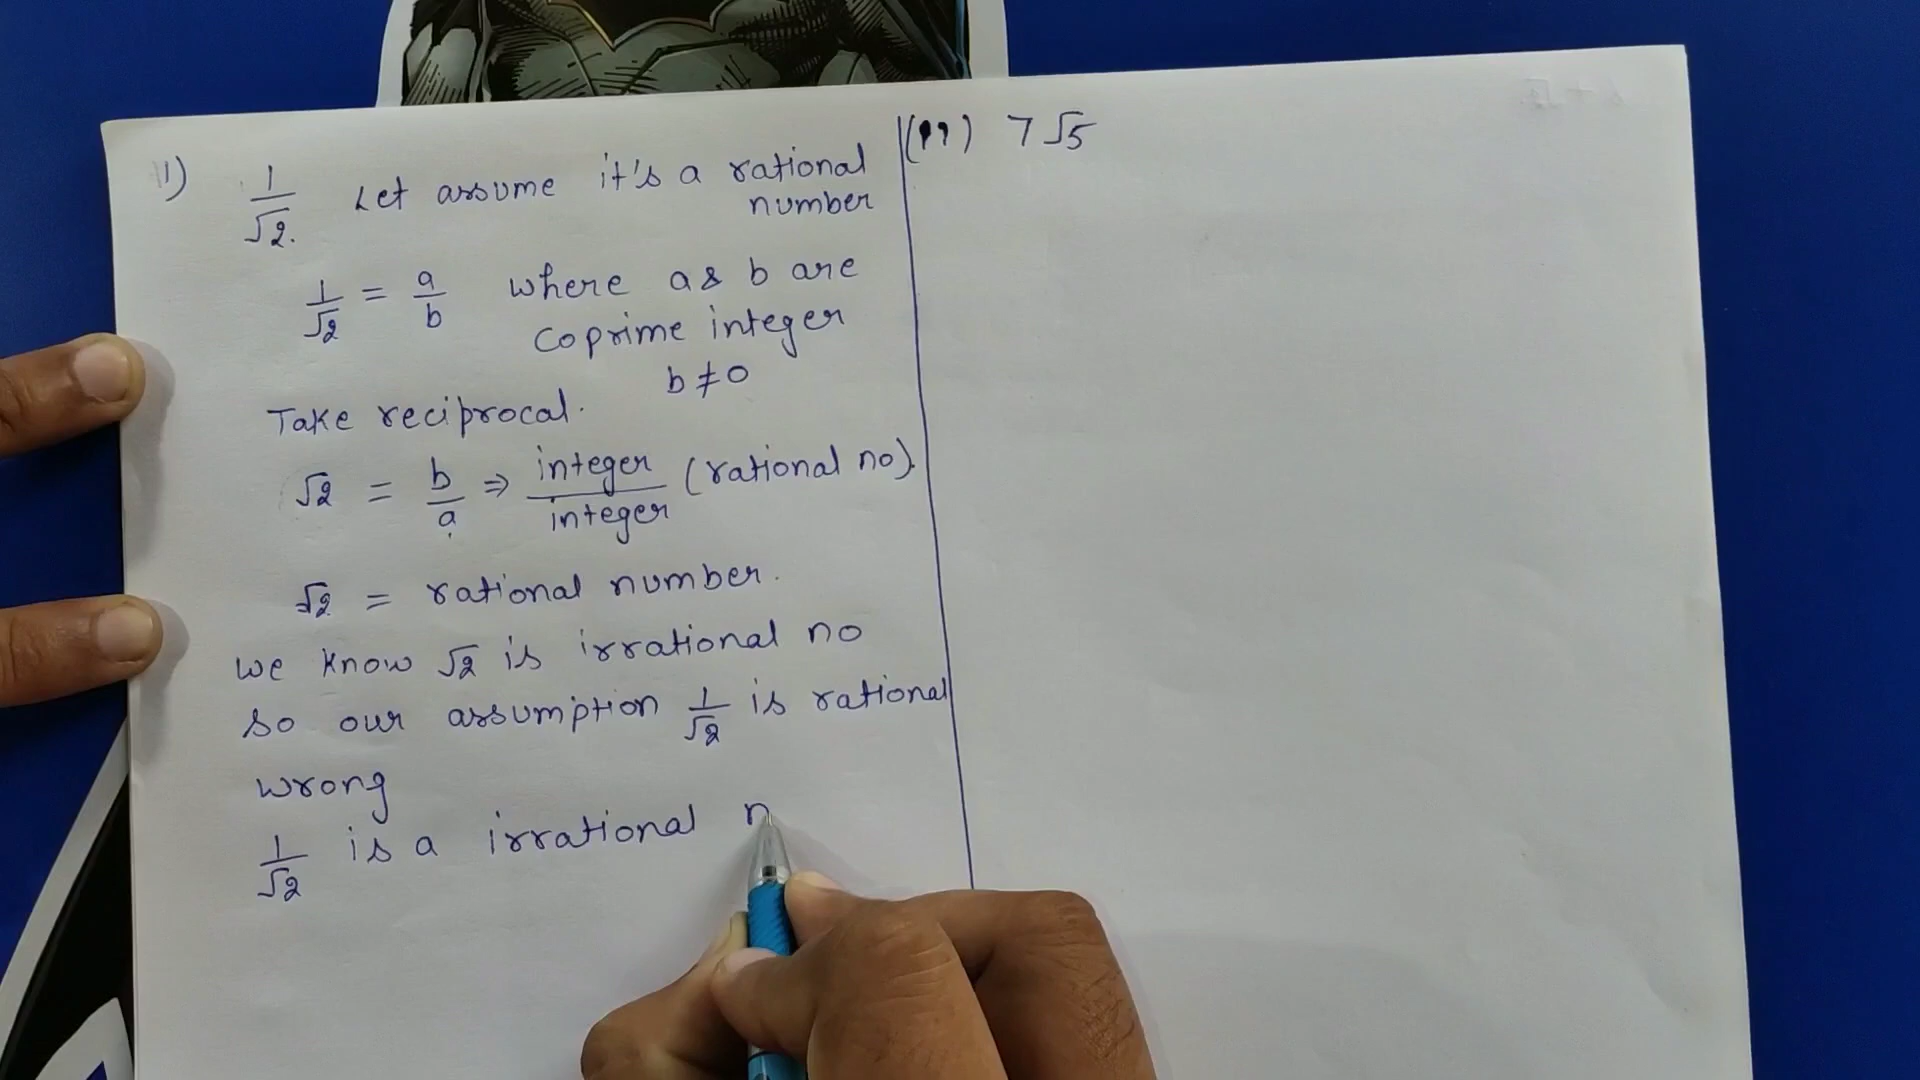 1) 1/√2. Let assume it's a rational
number
1/√2 = a/b where a & b are
coprime integer
b ≠ 0
Take reciprocal.
√2 = b/a ⇒ integer/integer (rational no).
√2 = rational number.
we know √2 is irrational no
so our assumption 1/√2 is rational
wrong
1/√2 is a irrational n
(ii) 7√5